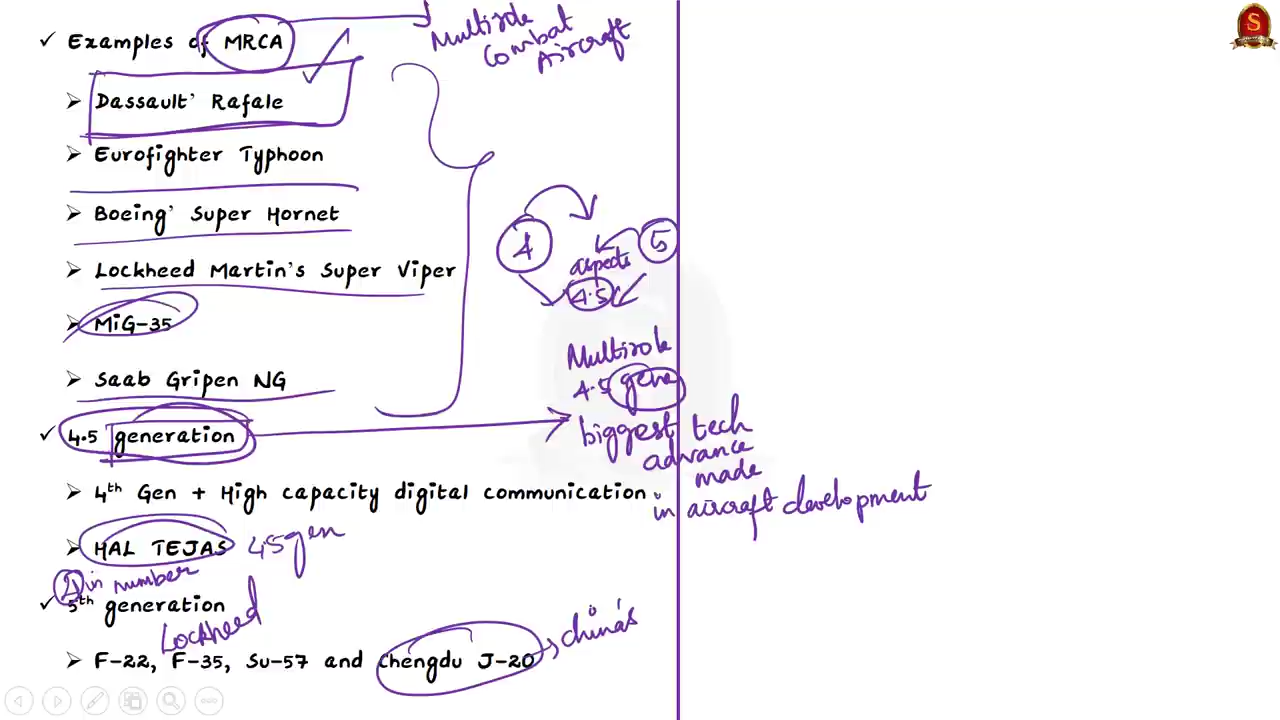 ✓ Examples of MRCA
Multirole
Combat
Aircraft
➢ Dassault' Rafale
➢ Eurofighter Typhoon
➢ Boeing' Super Hornet
➢ Lockheed Martin's Super Viper
➢ MiG-35
➢ Saab Gripen NG
4 5
aspects
4.5
Multirole
4.5 gene
biggest tech
advance
made
in aircraft development
✓ 4.5 generation
➢ 4th Gen + High capacity digital communication
➢ HAL TEJAS 4.5 gen
in number
✓ 5th generation
Lockheed
➢ F-22, F-35, Su-57 and Chengdu J-20
China's